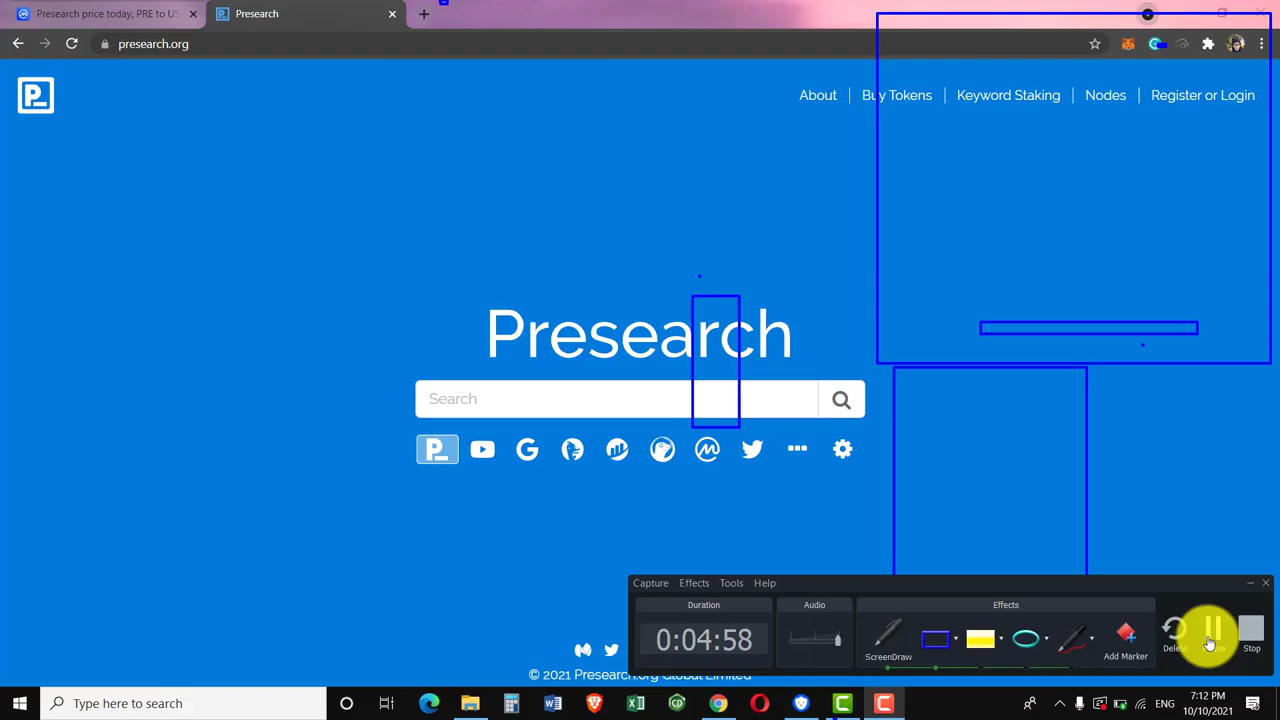 Presearch price today, PRE to US
Presearch
presearch.org
About
Buy Tokens
Keyword Staking
Nodes
Register or Login
Presearch
Search
Capture Effects Tools Help
Duration
Audio
Effects
0:04:58
ScreenDraw
Add Marker
Delete
Stop
© 2021 Presearch.org Global Limited
Type here to search
ENG
7:12 PM
10/10/2021